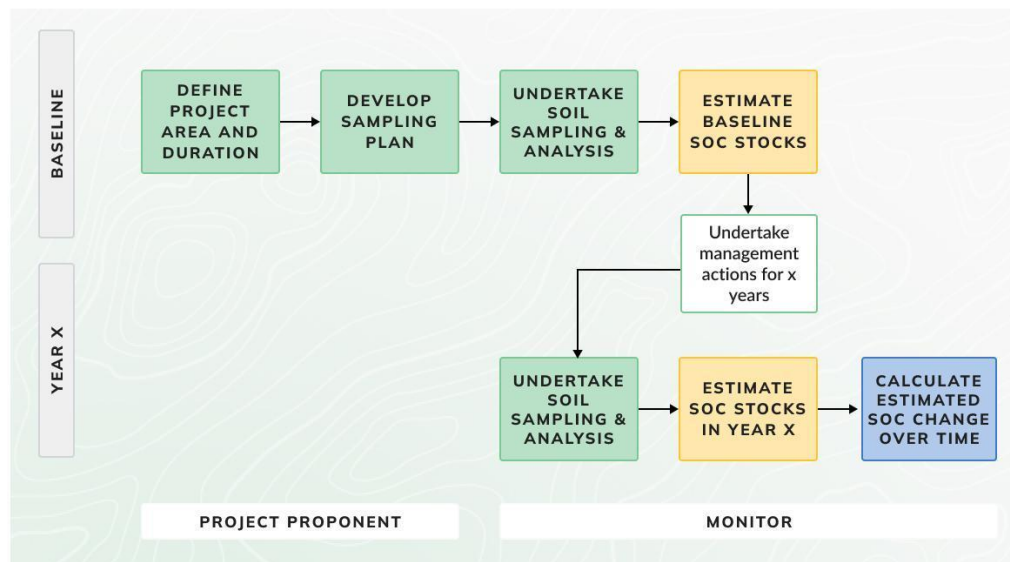 BASELINE
DEFINE
PROJECT
AREA AND
DURATION
DEVELOP
SAMPLING
PLAN
UNDERTAKE
SOIL
SAMPLING &
ANALYSIS
ESTIMATE
BASELINE
SOC STOCKS
Undertake
management
actions for x
years
YEAR X
UNDERTAKE
SOIL
SAMPLING &
ANALYSIS
ESTIMATE
SOC STOCKS
IN YEAR X
CALCULATE
ESTIMATED
SOC CHANGE
OVER TIME
PROJECT PROPONENT
MONITOR